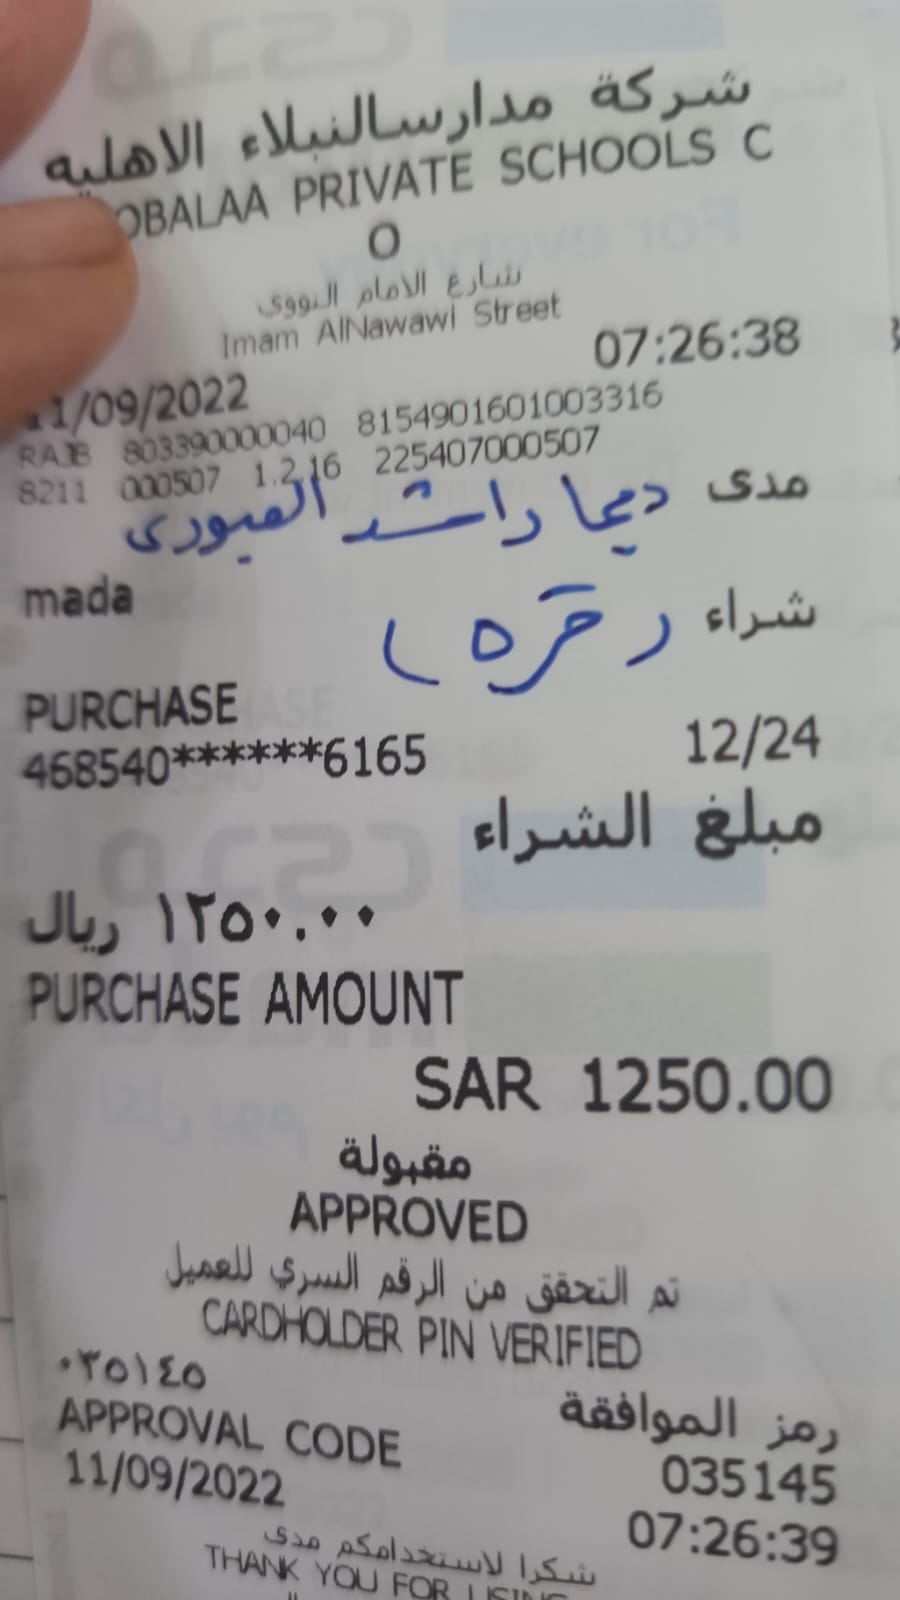 شركة مدارسالنبلاء الاهليه
OBALAA PRIVATE SCHOOLS C
O
شارع الامام النووي
Imam AlNawawi Street
11/09/2022 07:26:38
RAJB 803390000040 8154901601003316
8211 000507 1.2.16 225407000507
مدى
راشد
mada
شراء
PURCHASE
468540******6165 12/24
مبلغ الشراء
١٢٥٠.٠٠ ريال
PURCHASE AMOUNT
SAR 1250.00
مقبولة
APPROVED
تم التحقق من الرقم السري للعميل
CARDHOLDER PIN VERIFIED
٠٣٥١٤٥ رمز الموافقة
APPROVAL CODE 035145
11/09/2022 07:26:39
شكرا لاستخدامكم مدى
THANK YOU FOR USING